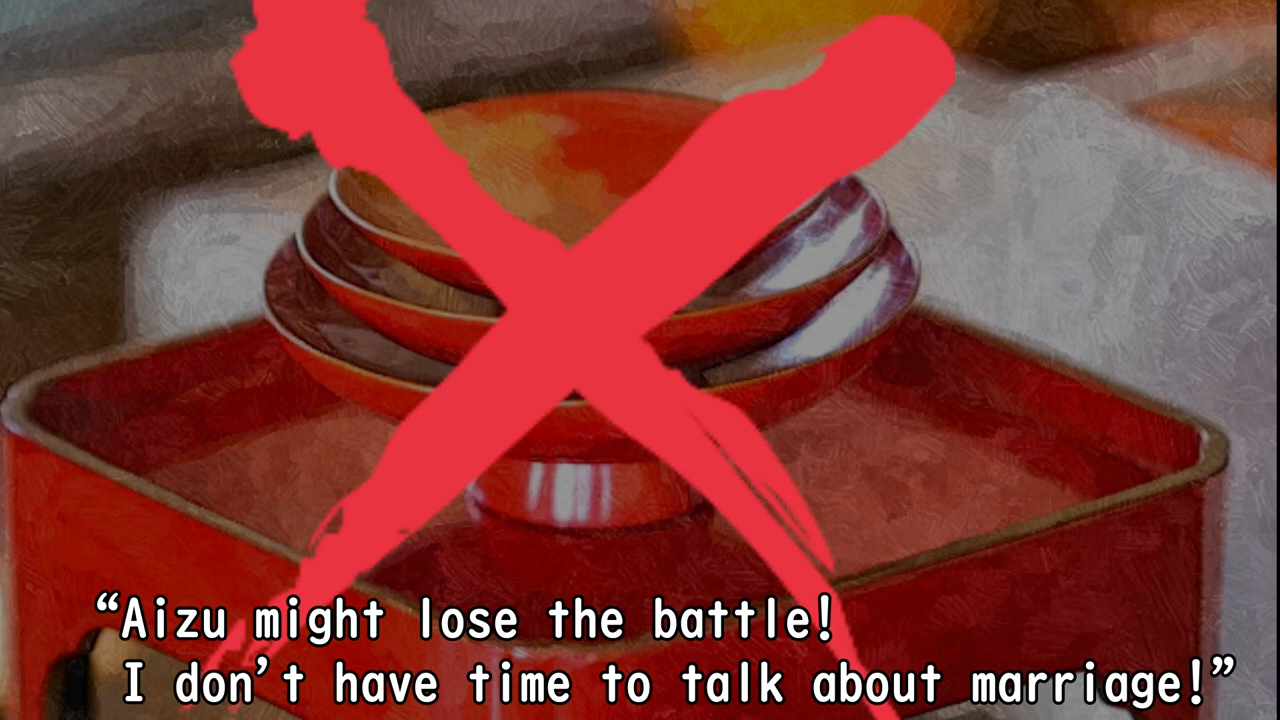 “Aizu might lose the battle!
I don’t have time to talk about marriage!”